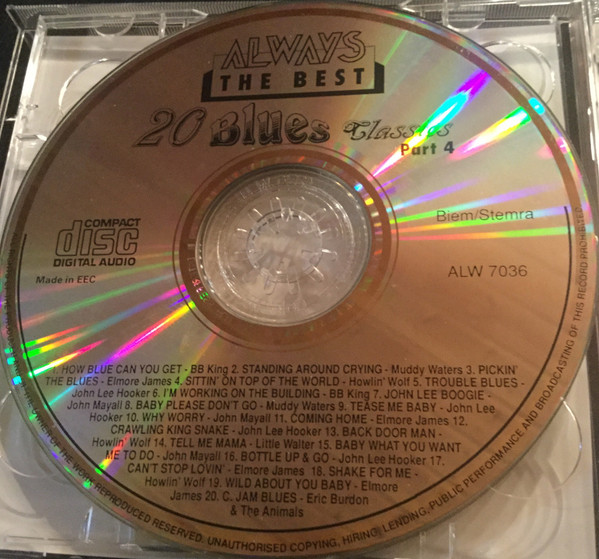 ALWAYS
THE BEST
20 Blues Classics
Part 4
COMPACT
disc
DIGITAL AUDIO
Made in EEC
Biem/Stemra
ALW 7036
1. HOW BLUE CAN YOU GET - BB King 2. STANDING AROUND CRYING - Muddy Waters 3. PICKIN'
THE BLUES - Elmore James 4. SITTIN' ON TOP OF THE WORLD - Howlin' Wolf 5. TROUBLE BLUES -
John Lee Hooker 6. I'M WORKING ON THE BUILDING - BB King 7. JOHN LEE BOOGIE -
John Mayall 8. BABY PLEASE DON'T GO - Muddy Waters 9. TEASE ME BABY - John Lee
Hooker 10. WHY WORRY - John Mayall 11. COMING HOME - Elmore James 12.
CRAWLING KING SNAKE - John Lee Hooker 13. BACK DOOR MAN -
Howlin' Wolf 14. TELL ME MAMA - Little Walter 15. BABY WHAT YOU WANT
ME TO DO - John Mayall 16. BOTTLE UP & GO - John Lee Hooker 17.
CAN'T STOP LOVIN' - Elmore James 18. SHAKE FOR ME -
Howlin' Wolf 19. WILD ABOUT YOU BABY - Elmore
James 20. C. JAM BLUES - Eric Burdon
& The Animals
OF THE WORK REPRODUCED RESERVED. UNAUTHORISED COPYING, HIRING, LENDING, PUBLIC PERFORMANCE AND BROADCASTING OF THIS RECORD PROHIBITED